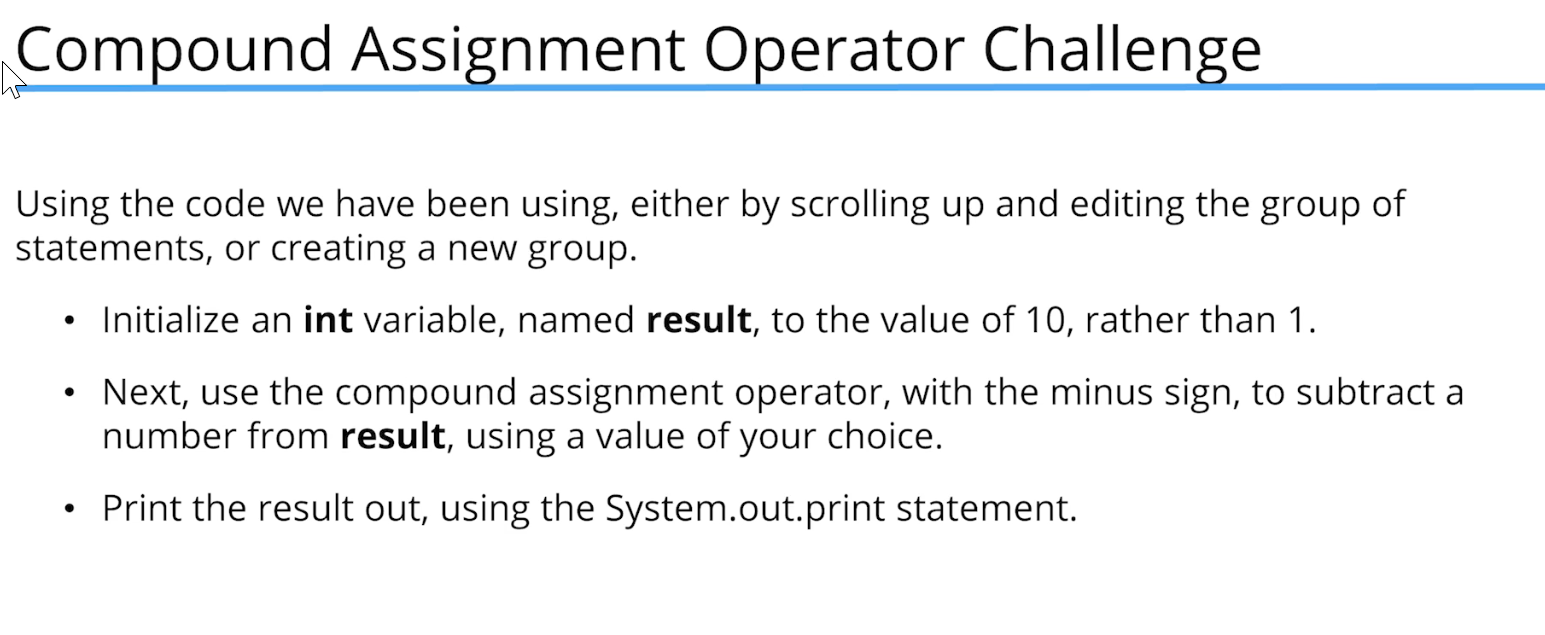 Compound Assignment Operator Challenge
Using the code we have been using, either by scrolling up and editing the group of
statements, or creating a new group.
• Initialize an int variable, named result, to the value of 10, rather than 1.
• Next, use the compound assignment operator, with the minus sign, to subtract a
number from result, using a value of your choice.
• Print the result out, using the System.out.print statement.